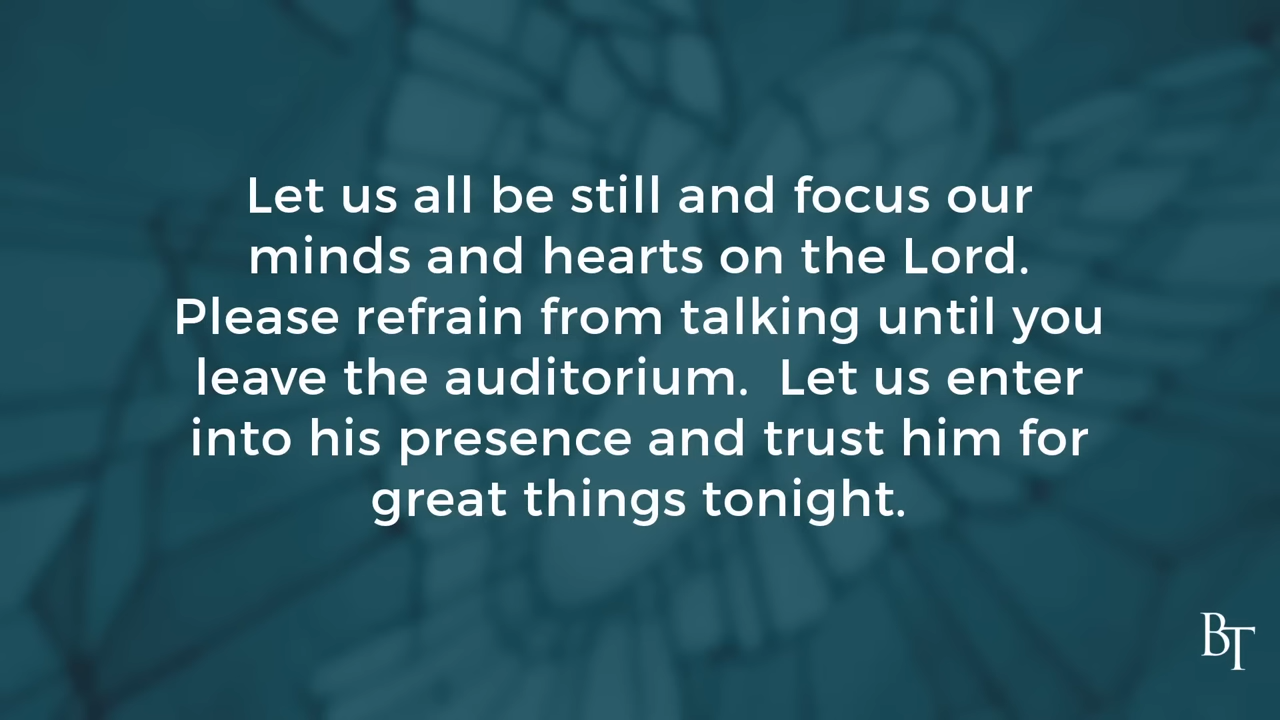 Let us all be still and focus our
minds and hearts on the Lord.
Please refrain from talking until you
leave the auditorium.  Let us enter
into his presence and trust him for
great things tonight.
BT